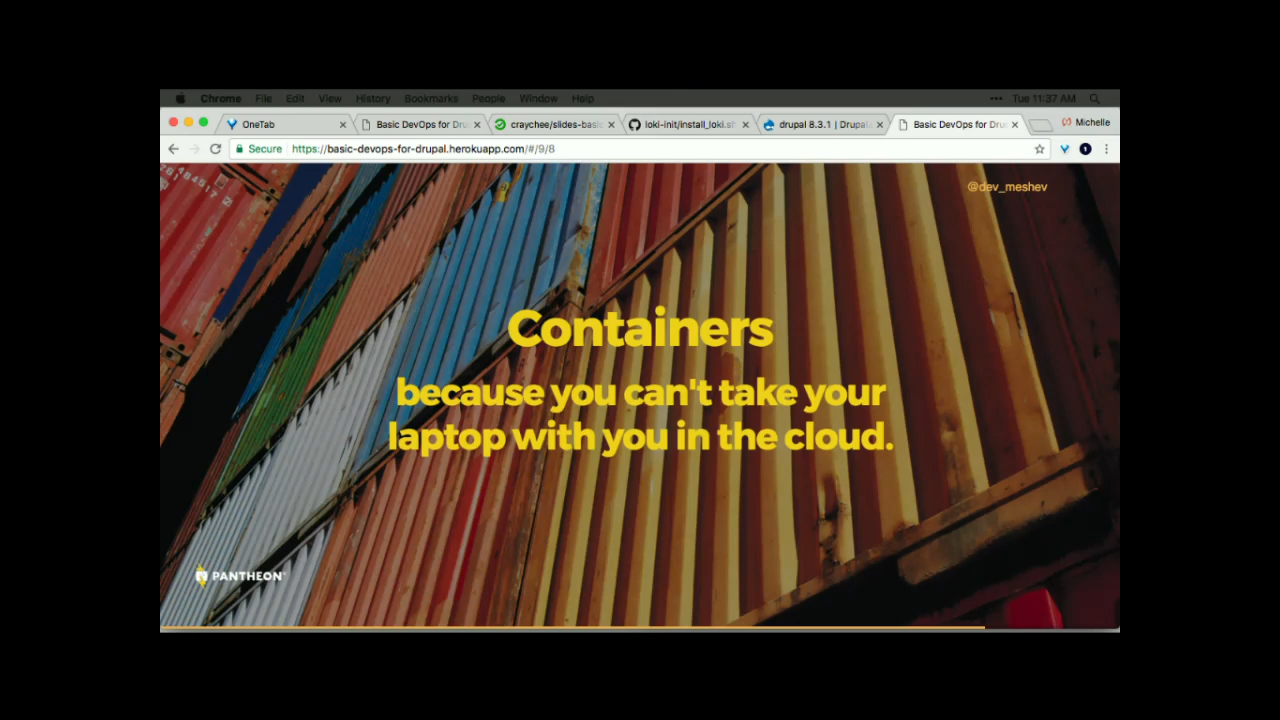 Chrome File Edit View History Bookmarks People Window Help ••• Tue 11:37 AM
OneTab
Basic DevOps for Dru
craychee/slides-basi
loki-init/install_loki.sh
drupal 8.3.1 | Drupal
Basic DevOps for Dru
Michelle
Secure https://basic-devops-for-drupal.herokuapp.com/#/9/8
@dev_meshev
Containers
because you can't take your
laptop with you in the cloud.
PANTHEON